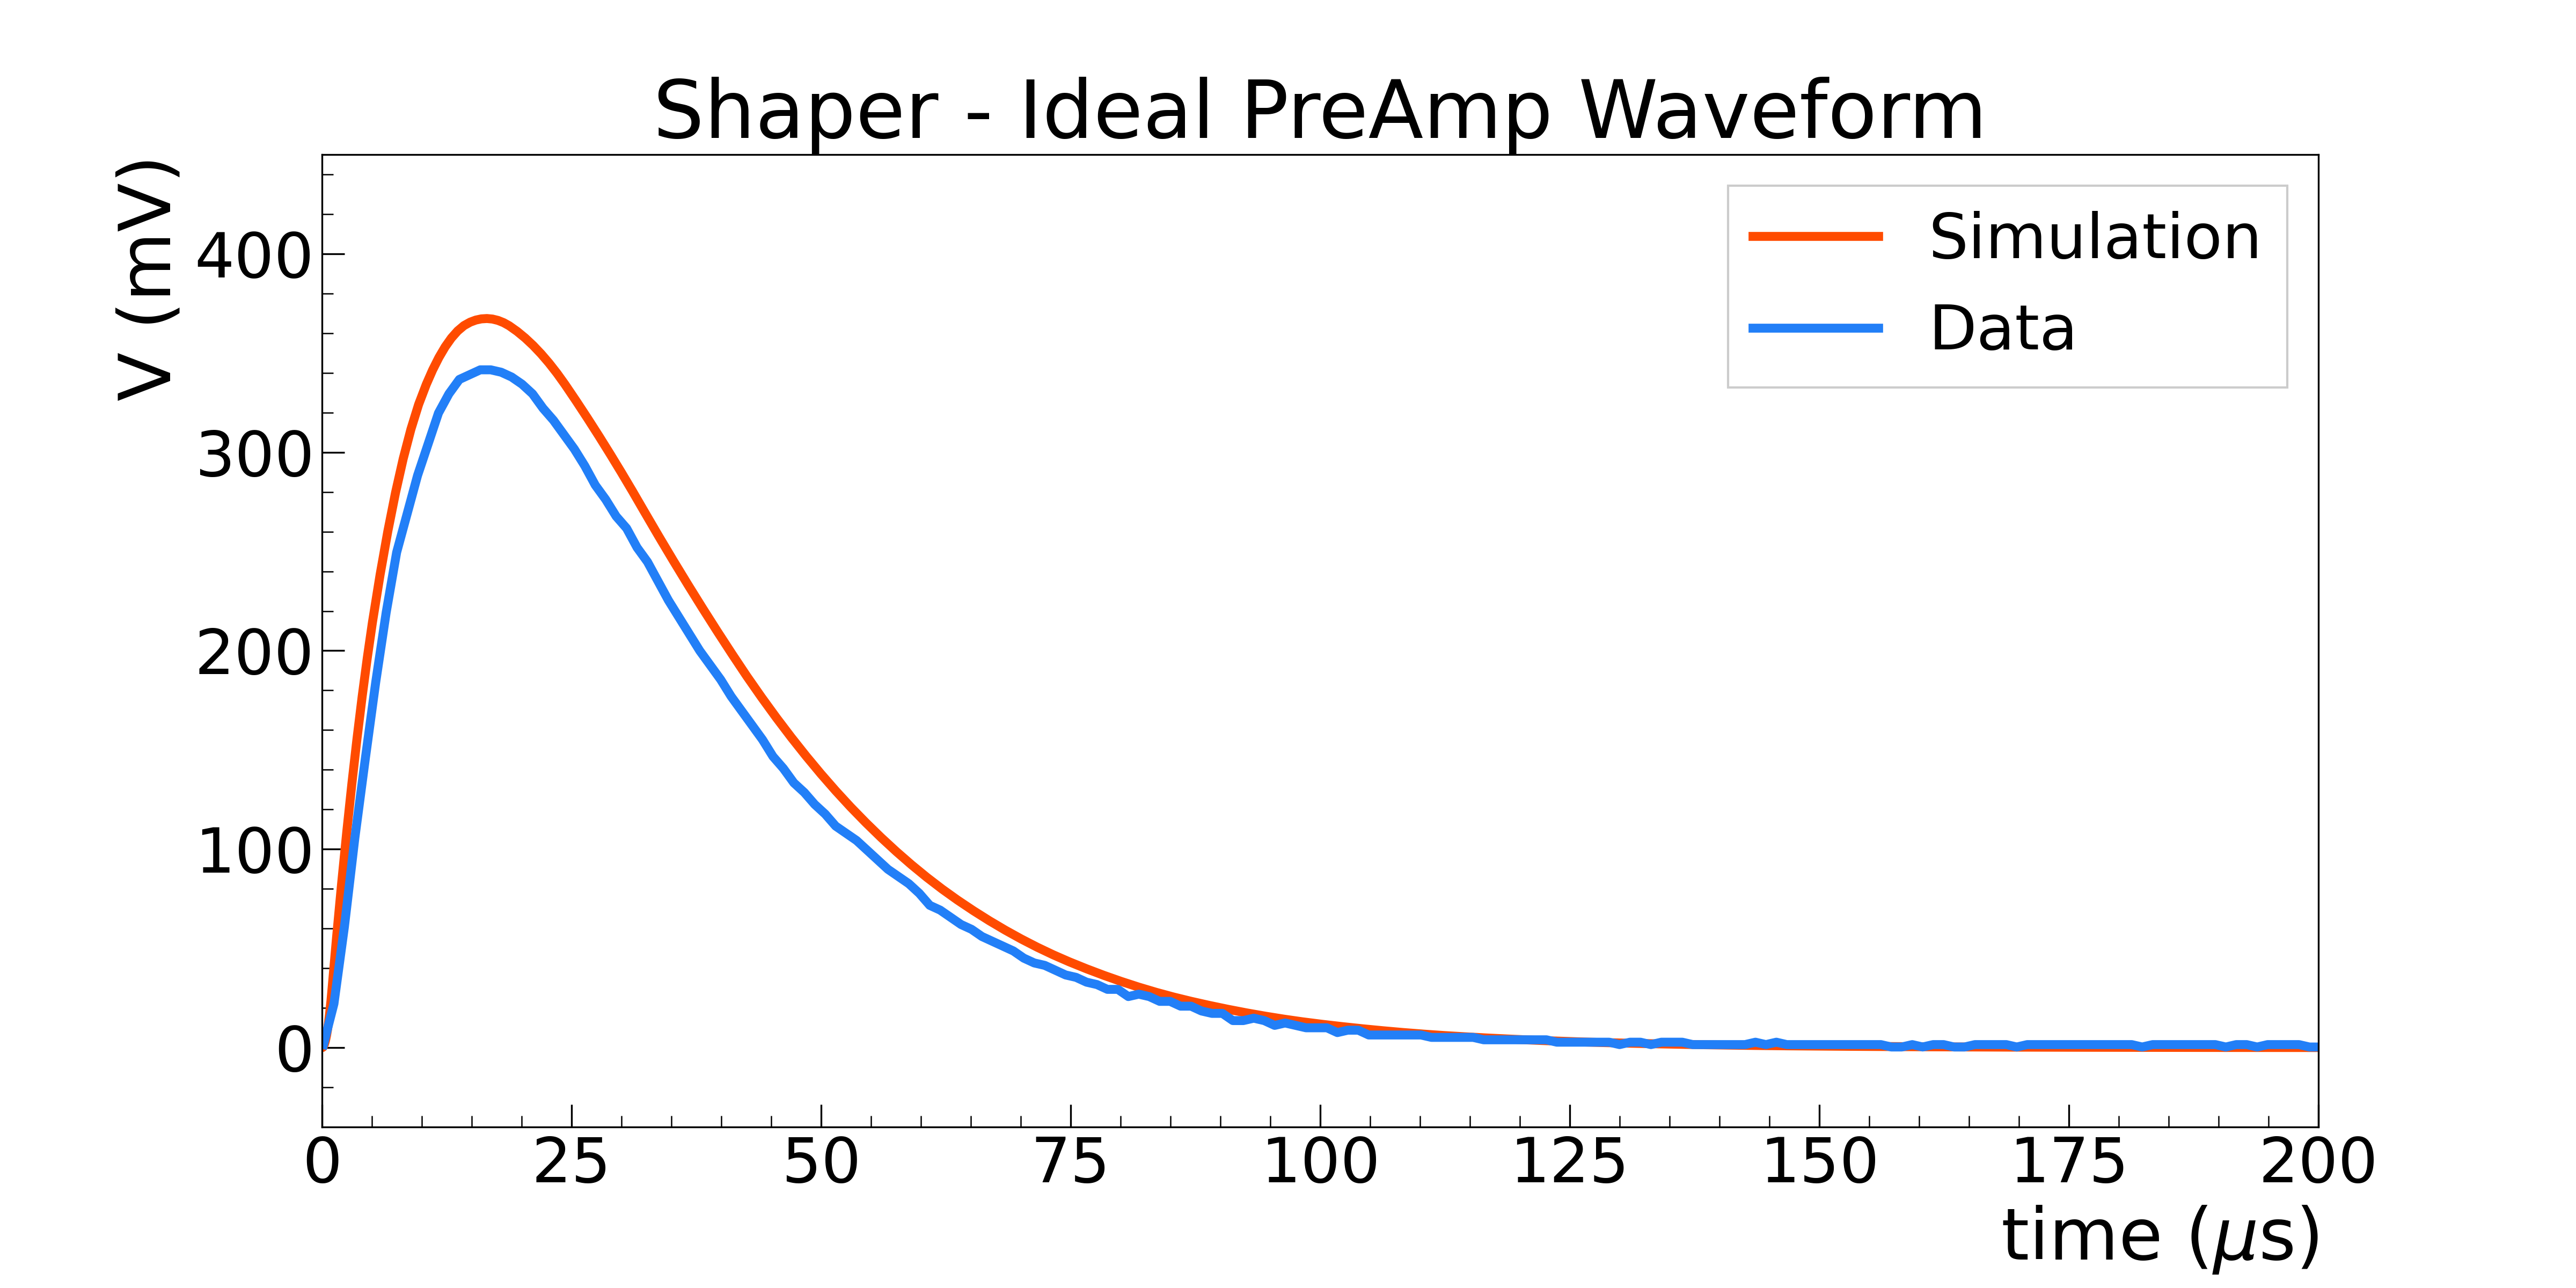 Shaper - Ideal PreAmp Waveform
V (mV)
400
300
200
100
0
Simulation
Data
0 25 50 75 100 125 150 175 200
time (μs)